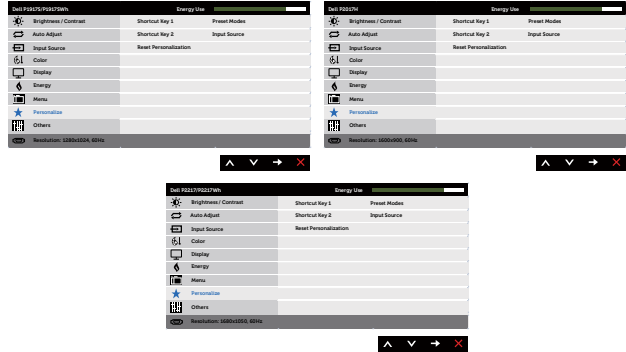 Dell P1917S/P1917SWh Energy Use
Brightness / Contrast Shortcut Key 1 Preset Modes
Auto Adjust Shortcut Key 2 Input Source
Input Source Reset Personalization
Color
Display
Energy
Menu
Personalize
Others
Resolution: 1280x1024, 60Hz
Dell P2017H Energy Use
Brightness / Contrast Shortcut Key 1 Preset Modes
Auto Adjust Shortcut Key 2 Input Source
Input Source Reset Personalization
Color
Display
Energy
Menu
Personalize
Others
Resolution: 1600x900, 60Hz
Dell P2217/P2217Wh Energy Use
Brightness / Contrast Shortcut Key 1 Preset Modes
Auto Adjust Shortcut Key 2 Input Source
Input Source Reset Personalization
Color
Display
Energy
Menu
Personalize
Others
Resolution: 1680x1050, 60Hz